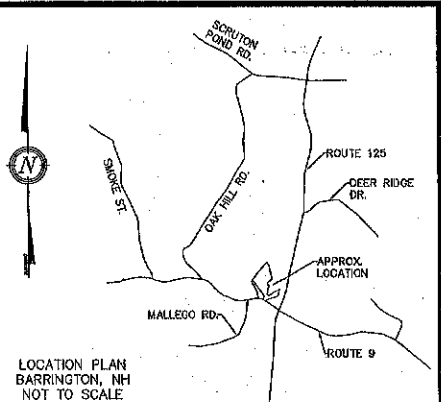 SCRUTON
POND RD.
ROUTE 125
DEER RIDGE
DR.
SMOKE ST.
OAK HILL RD.
N
APPROX.
LOCATION
MALLEGO RD.
ROUTE 9
LOCATION PLAN
BARRINGTON, NH
NOT TO SCALE